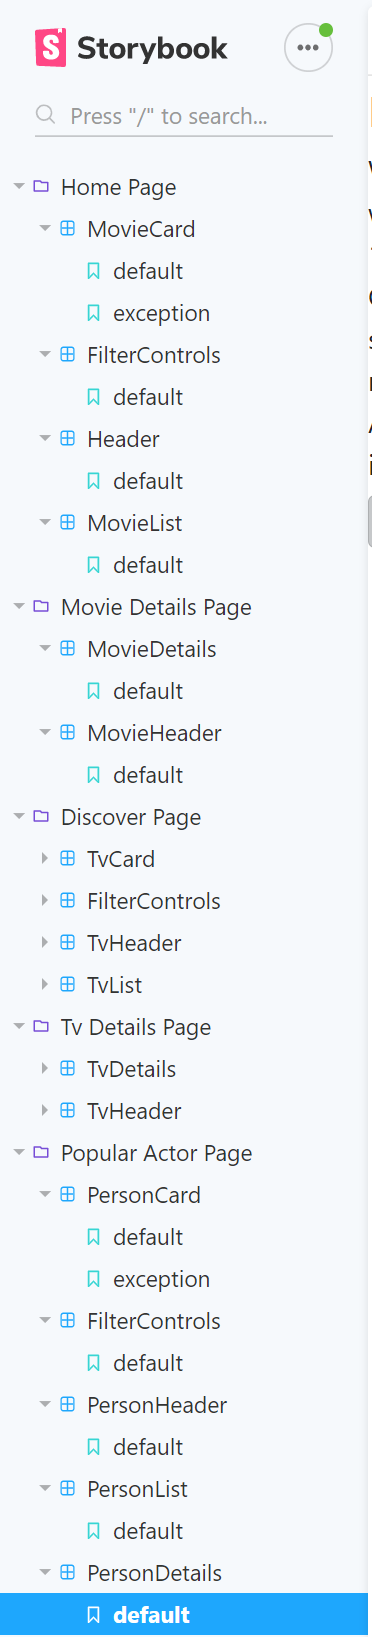 Storybook
Press "/" to search...
Home Page
MovieCard
default
exception
FilterControls
default
Header
default
MovieList
default
Movie Details Page
MovieDetails
default
MovieHeader
default
Discover Page
TvCard
FilterControls
TvHeader
TvList
Tv Details Page
TvDetails
TvHeader
Popular Actor Page
PersonCard
default
exception
FilterControls
default
PersonHeader
default
PersonList
default
PersonDetails
default